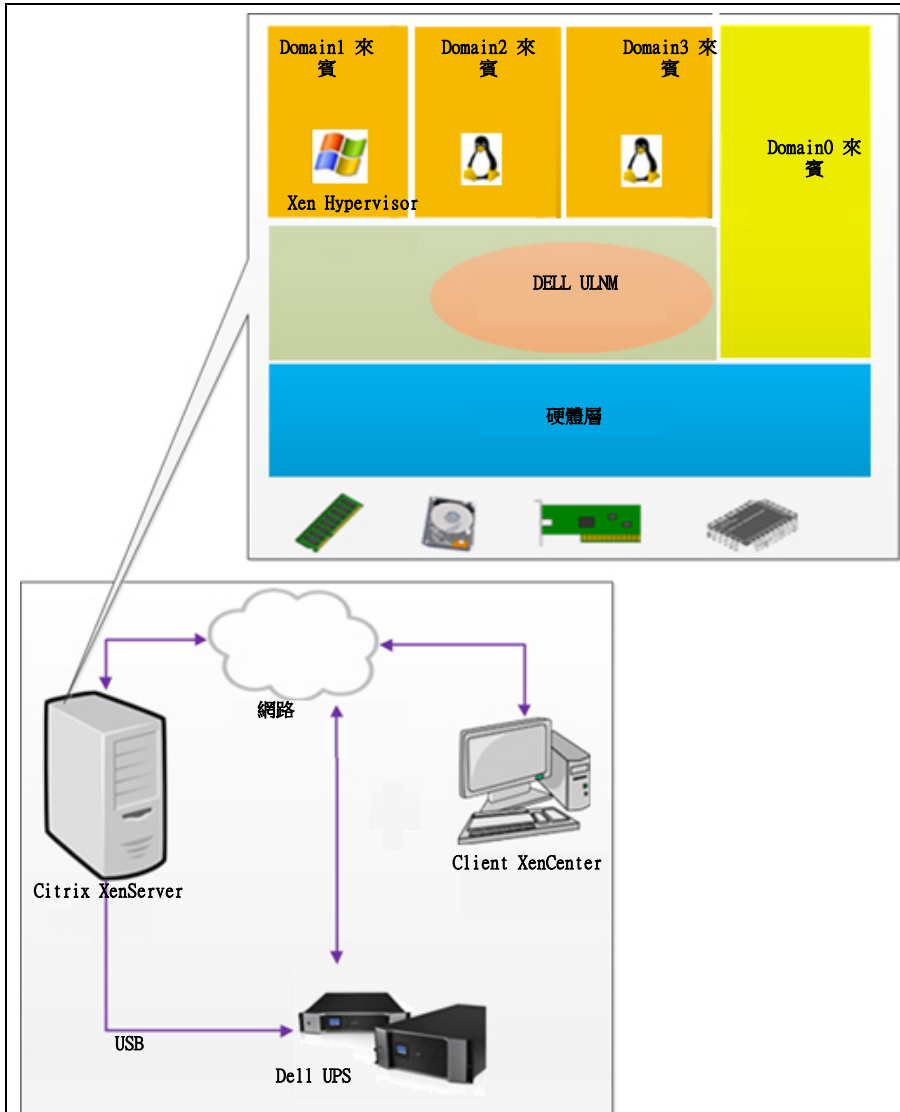 Domain1 來
賓
Domain2 來
賓
Domain3 來
賓
Domain0 來
賓
Xen Hypervisor
DELL ULNM
硬體層
網路
Client XenCenter
Citrix XenServer
USB
Dell UPS